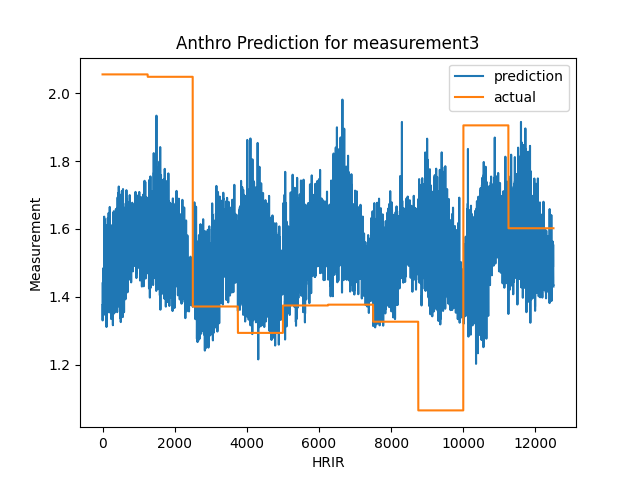 Anthro Prediction for measurement3
prediction
actual
Measurement
2.0
1.8
1.6
1.4
1.2
0
2000
4000
6000
8000
10000
12000
HRIR